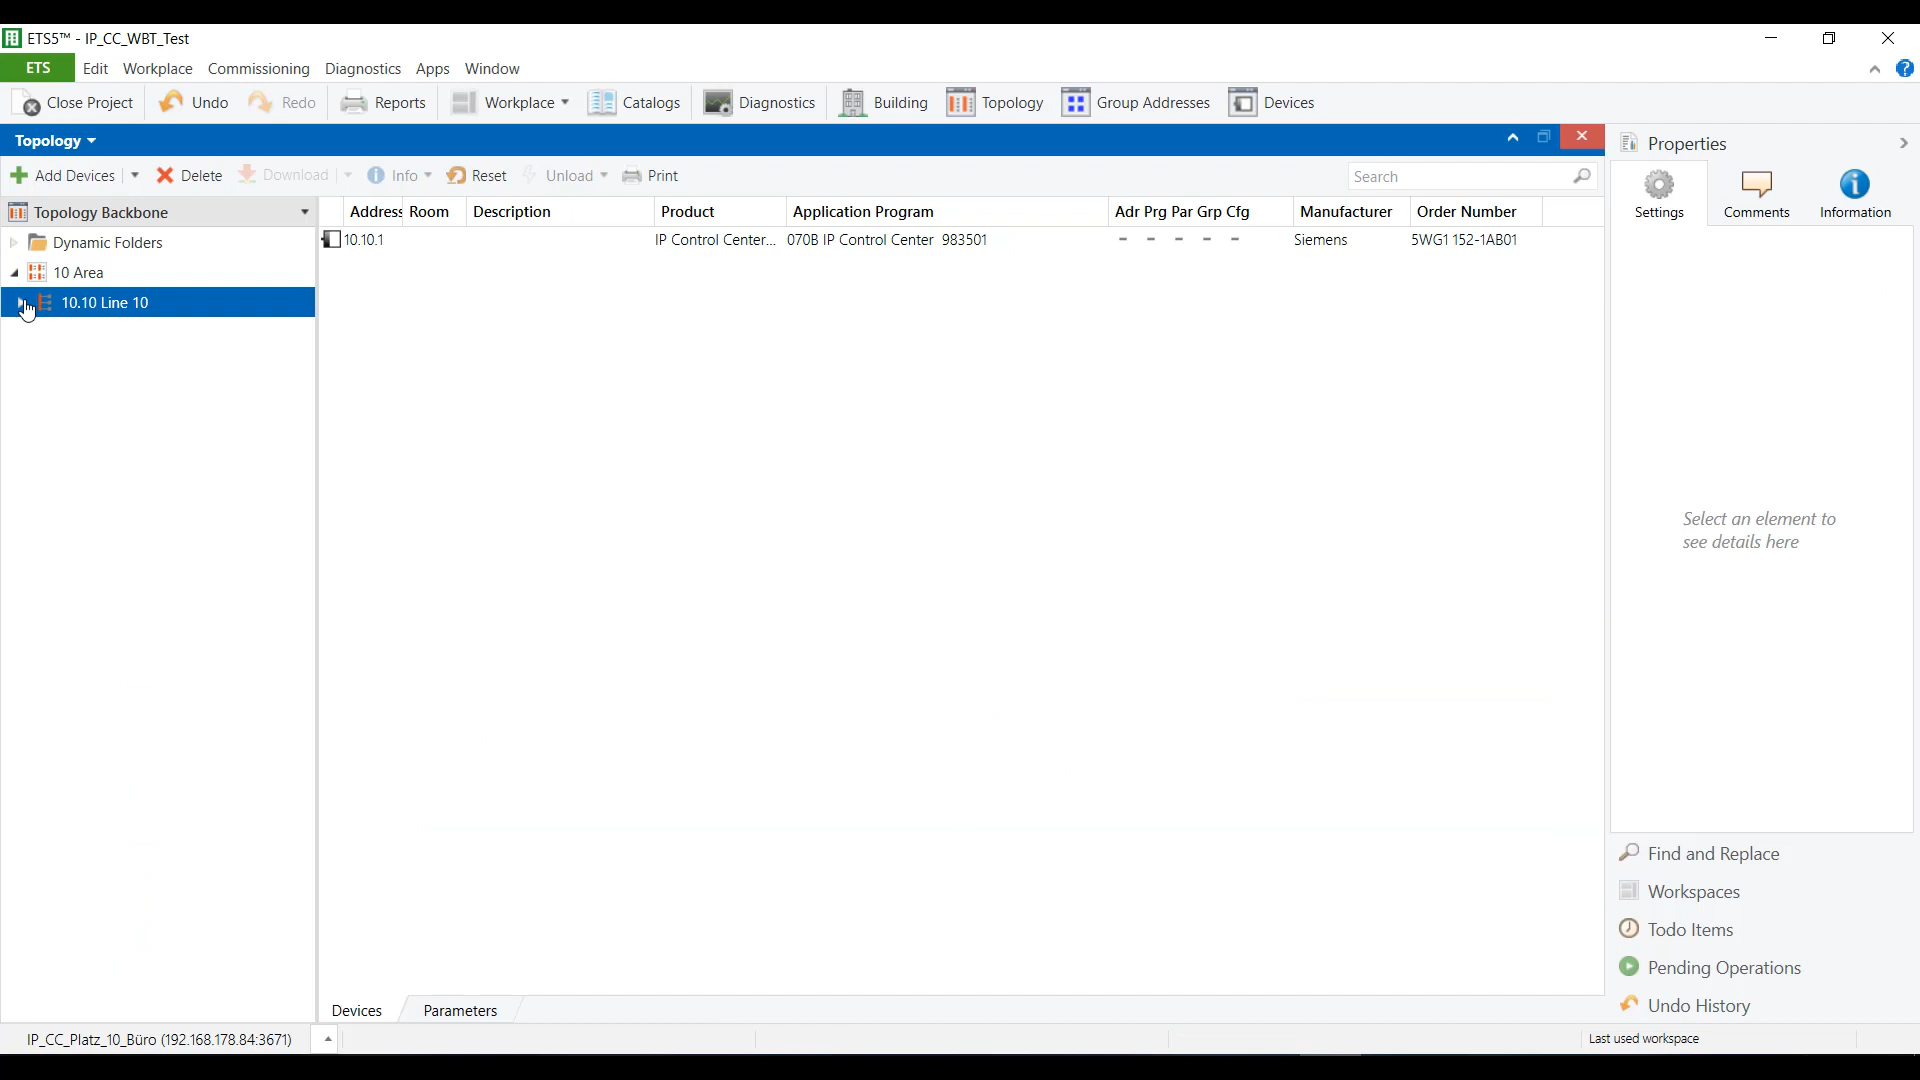 ETS5™ - IP_CC_WBT_Test
ETS Edit Workplace Commissioning Diagnostics Apps Window
Close Project Undo Redo Reports Workplace Catalogs Diagnostics Building Topology Group Addresses Devices
Topology
Add Devices Delete Download Info Reset Unload Print Search
Topology Backbone
Dynamic Folders
10 Area
10.10 Line 10
Address Room Description Product Application Program Adr Prg Par Grp Cfg Manufacturer Order Number
10.10.1 IP Control Center... 070B IP Control Center 983501 - - - - - Siemens 5WG1 152-1AB01
Devices Parameters
Properties
Settings Comments Information
Select an element to
see details here
Find and Replace
Workspaces
Todo Items
Pending Operations
Undo History
IP_CC_Platz_10_Büro (192.168.178.84:3671)
Last used workspace